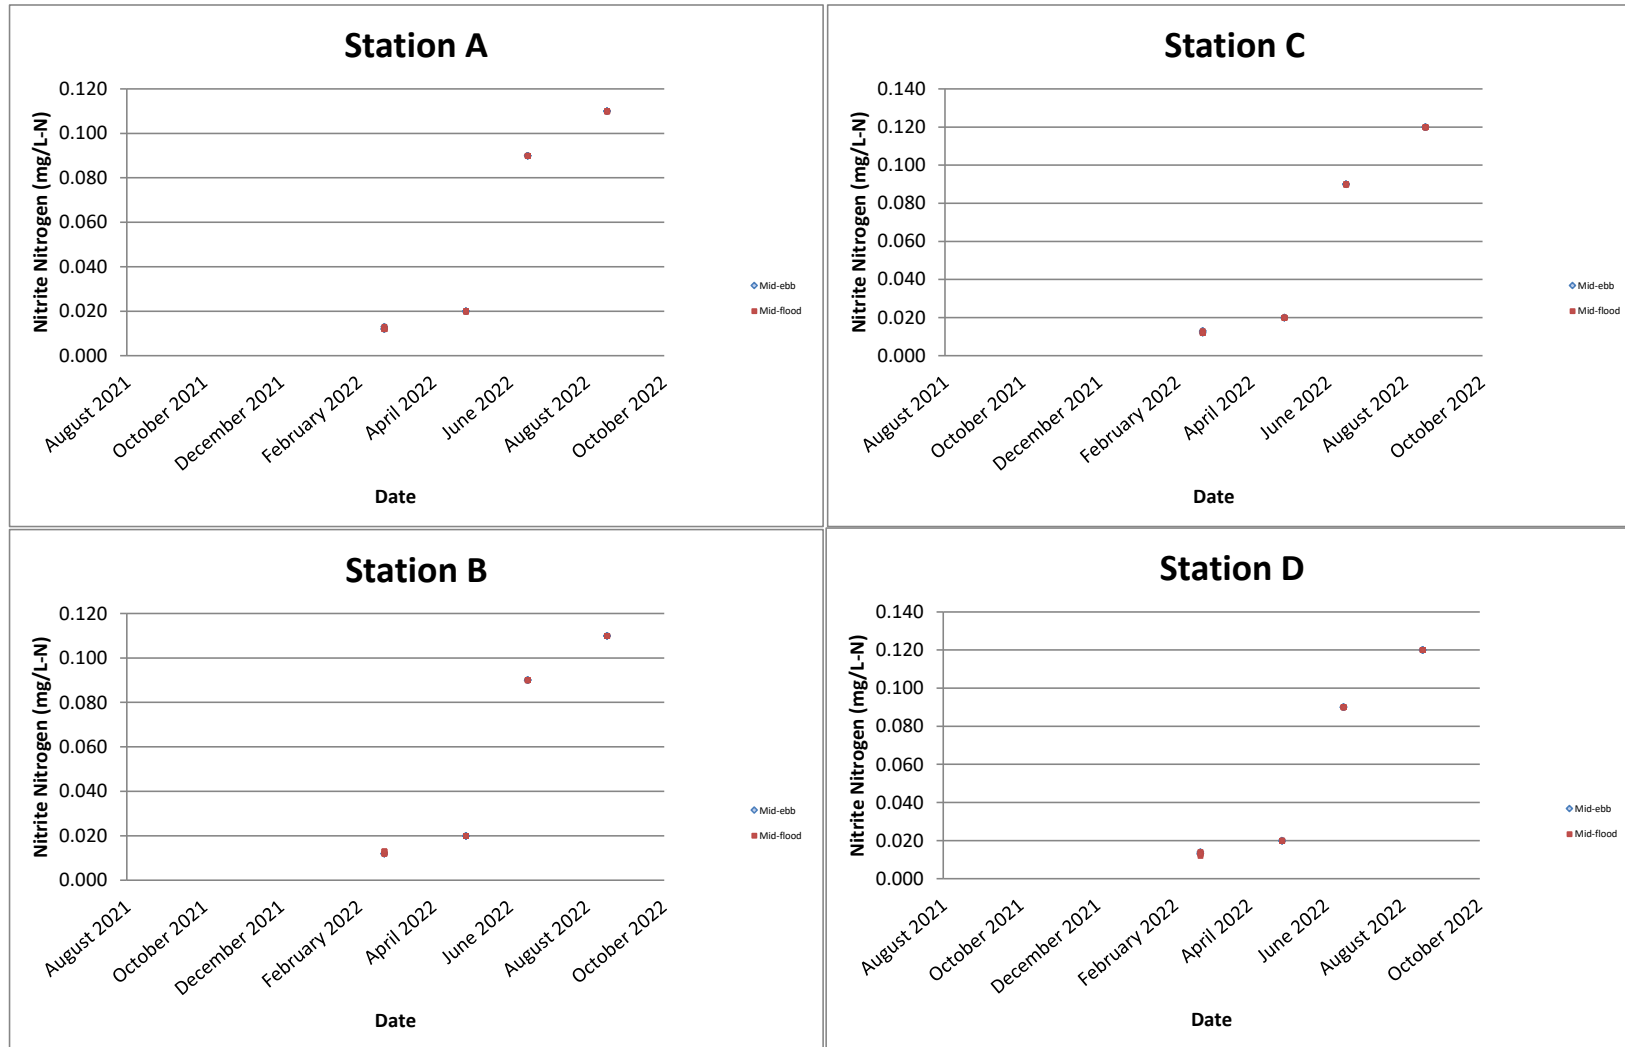 Station A
Nitrite Nitrogen (mg/L-N)
0.120
0.100
0.080
0.060
0.040
0.020
0.000
August 2021
October 2021
December 2021
February 2022
April 2022
June 2022
August 2022
October 2022
Date
Mid-ebb
Mid-flood
Station C
Nitrite Nitrogen (mg/L-N)
0.140
0.120
0.100
0.080
0.060
0.040
0.020
0.000
August 2021
October 2021
December 2021
February 2022
April 2022
June 2022
August 2022
October 2022
Date
Mid-ebb
Mid-flood
Station B
Nitrite Nitrogen (mg/L-N)
0.120
0.100
0.080
0.060
0.040
0.020
0.000
August 2021
October 2021
December 2021
February 2022
April 2022
June 2022
August 2022
October 2022
Date
Mid-ebb
Mid-flood
Station D
Nitrite Nitrogen (mg/L-N)
0.140
0.120
0.100
0.080
0.060
0.040
0.020
0.000
August 2021
October 2021
December 2021
February 2022
April 2022
June 2022
August 2022
October 2022
Date
Mid-ebb
Mid-flood